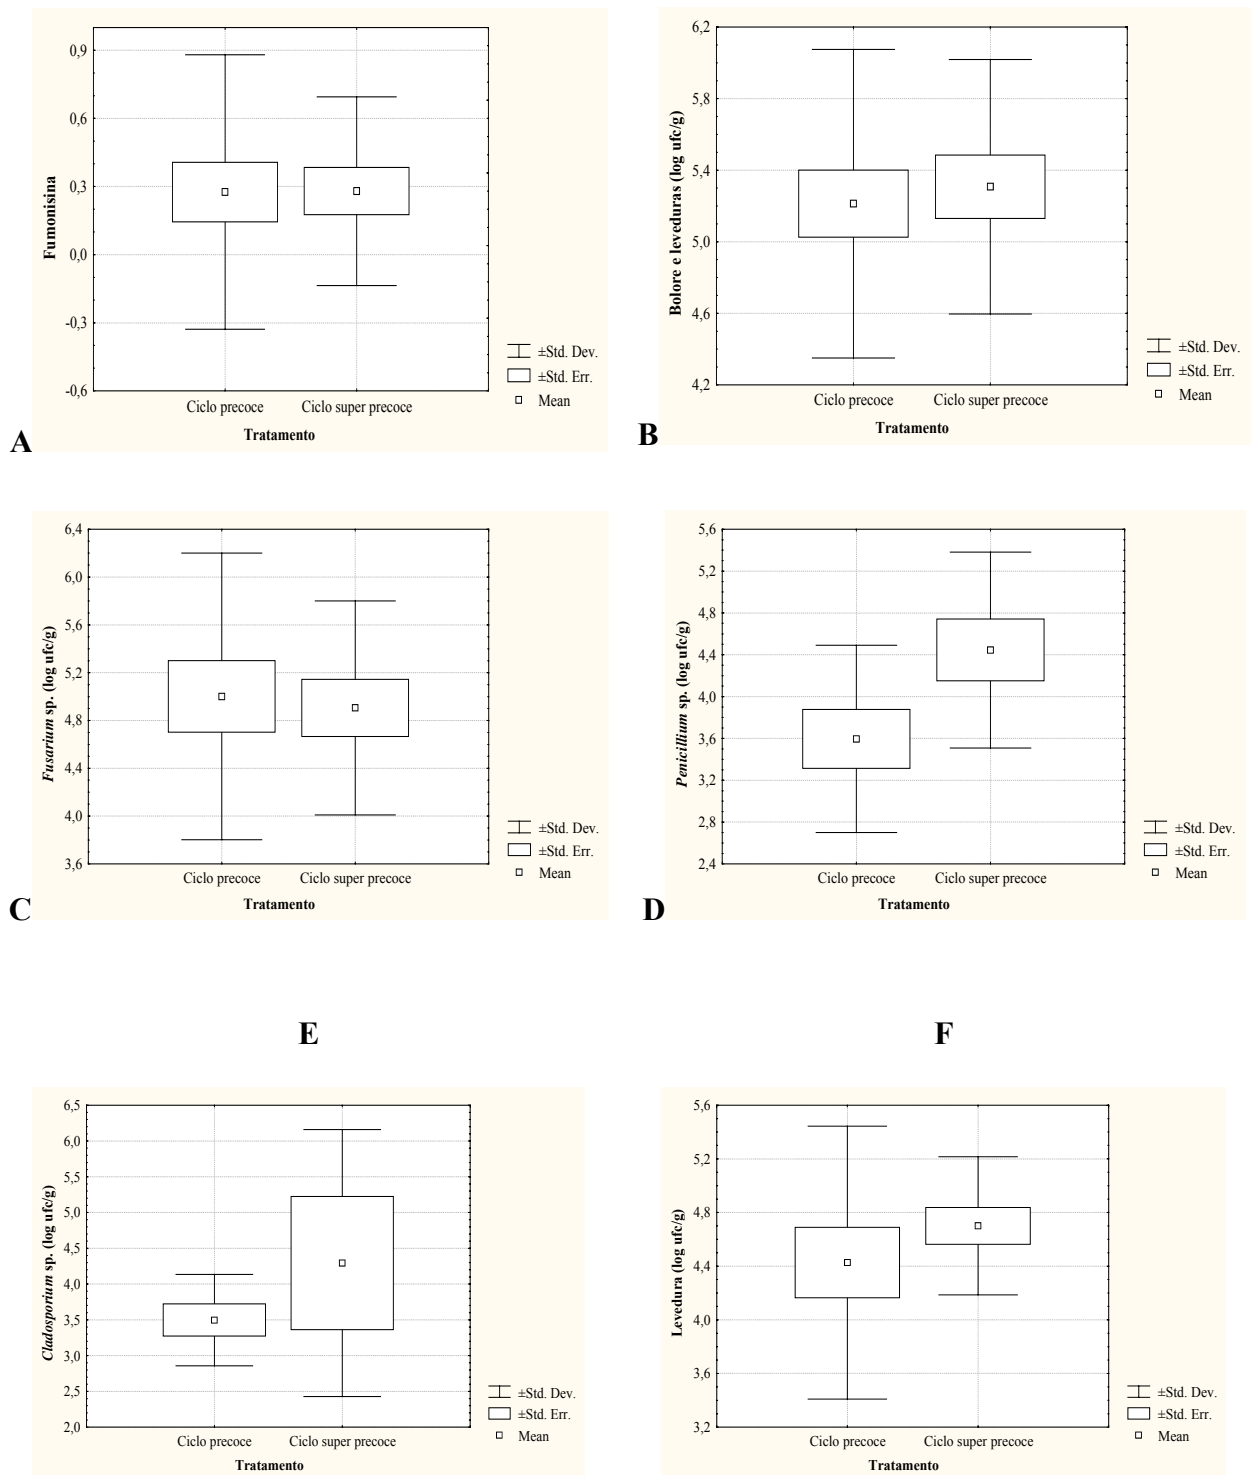 0,9
0,6
0,3
0,0
-0,3
-0,6
Fumonisina
Ciclo precoce
Ciclo super precoce
Tratamento
±Std. Dev.
±Std. Err.
Mean
A
6,2
5,8
5,4
5,0
4,6
4,2
Bolore e leveduras (log ufc/g)
Ciclo precoce
Ciclo super precoce
Tratamento
±Std. Dev.
±Std. Err.
Mean
B
6,4
6,0
5,6
5,2
4,8
4,4
4,0
3,6
Fusarium sp. (log ufc/g)
Ciclo precoce
Ciclo super precoce
Tratamento
±Std. Dev.
±Std. Err.
Mean
C
5,6
5,2
4,8
4,4
4,0
3,6
3,2
2,8
2,4
Penicillium sp. (log ufc/g)
Ciclo precoce
Ciclo super precoce
Tratamento
±Std. Dev.
±Std. Err.
Mean
D
E
F
6,5
6,0
5,5
5,0
4,5
4,0
3,5
3,0
2,5
2,0
Cladosporium sp. (log ufc/g)
Ciclo precoce
Ciclo super precoce
Tratamento
±Std. Dev.
±Std. Err.
Mean
5,6
5,2
4,8
4,4
4,0
3,6
3,2
Levedura (log ufc/g)
Ciclo precoce
Ciclo super precoce
Tratamento
±Std. Dev.
±Std. Err.
Mean